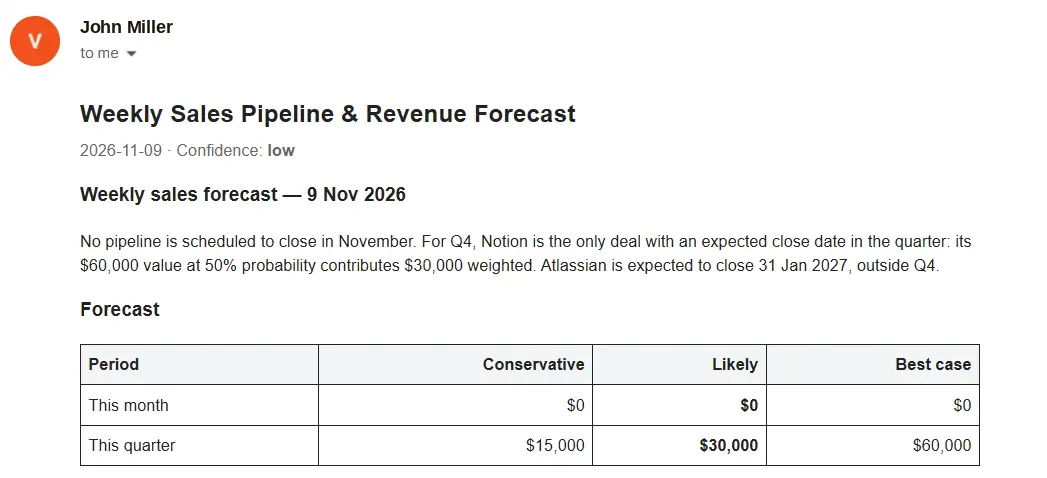 V
John Miller
to me
Weekly Sales Pipeline & Revenue Forecast
2026-11-09 · Confidence: low
Weekly sales forecast — 9 Nov 2026
No pipeline is scheduled to close in November. For Q4, Notion is the only deal with an expected close date in the quarter: its
$60,000 value at 50% probability contributes $30,000 weighted. Atlassian is expected to close 31 Jan 2027, outside Q4.
Forecast
Period Conservative Likely Best case
This month $0 $0 $0
This quarter $15,000 $30,000 $60,000